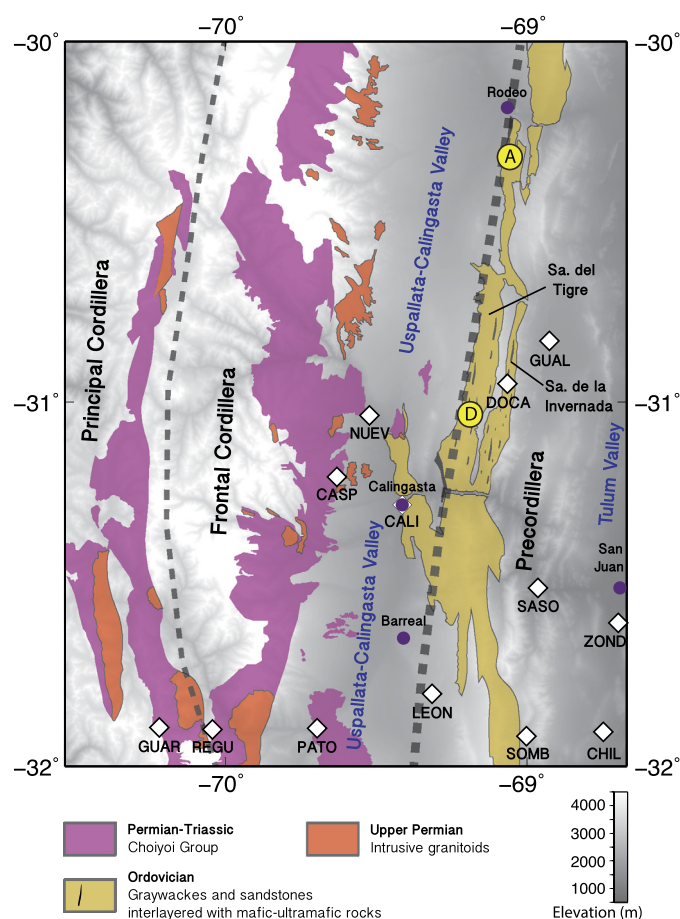 −70°
−69°
−30°
−30°
Rodeo
A
Uspallata-Calingasta Valley
Sa. del
Tigre
Principal Cordillera
GUAL
−31°
−31°
DOCA
Sa. de la
Invernada
Frontal Cordillera
D
NUEV
Precordillera
Tulum Valley
CASP
Calingasta
CALI
Uspallata-Calingasta Valley
San
Juan
SASO
Barreal
ZOND
LEON
GUAR
REGU
PATO
SOMB
CHIL
−32°
−32°
−70°
−69°
Permian-Triassic
Choiyoi Group
Upper Permian
Intrusive granitoids
Ordovician
Graywackes and sandstones
interlayered with mafic-ultramafic rocks
4000
3000
2000
1000
Elevation (m)